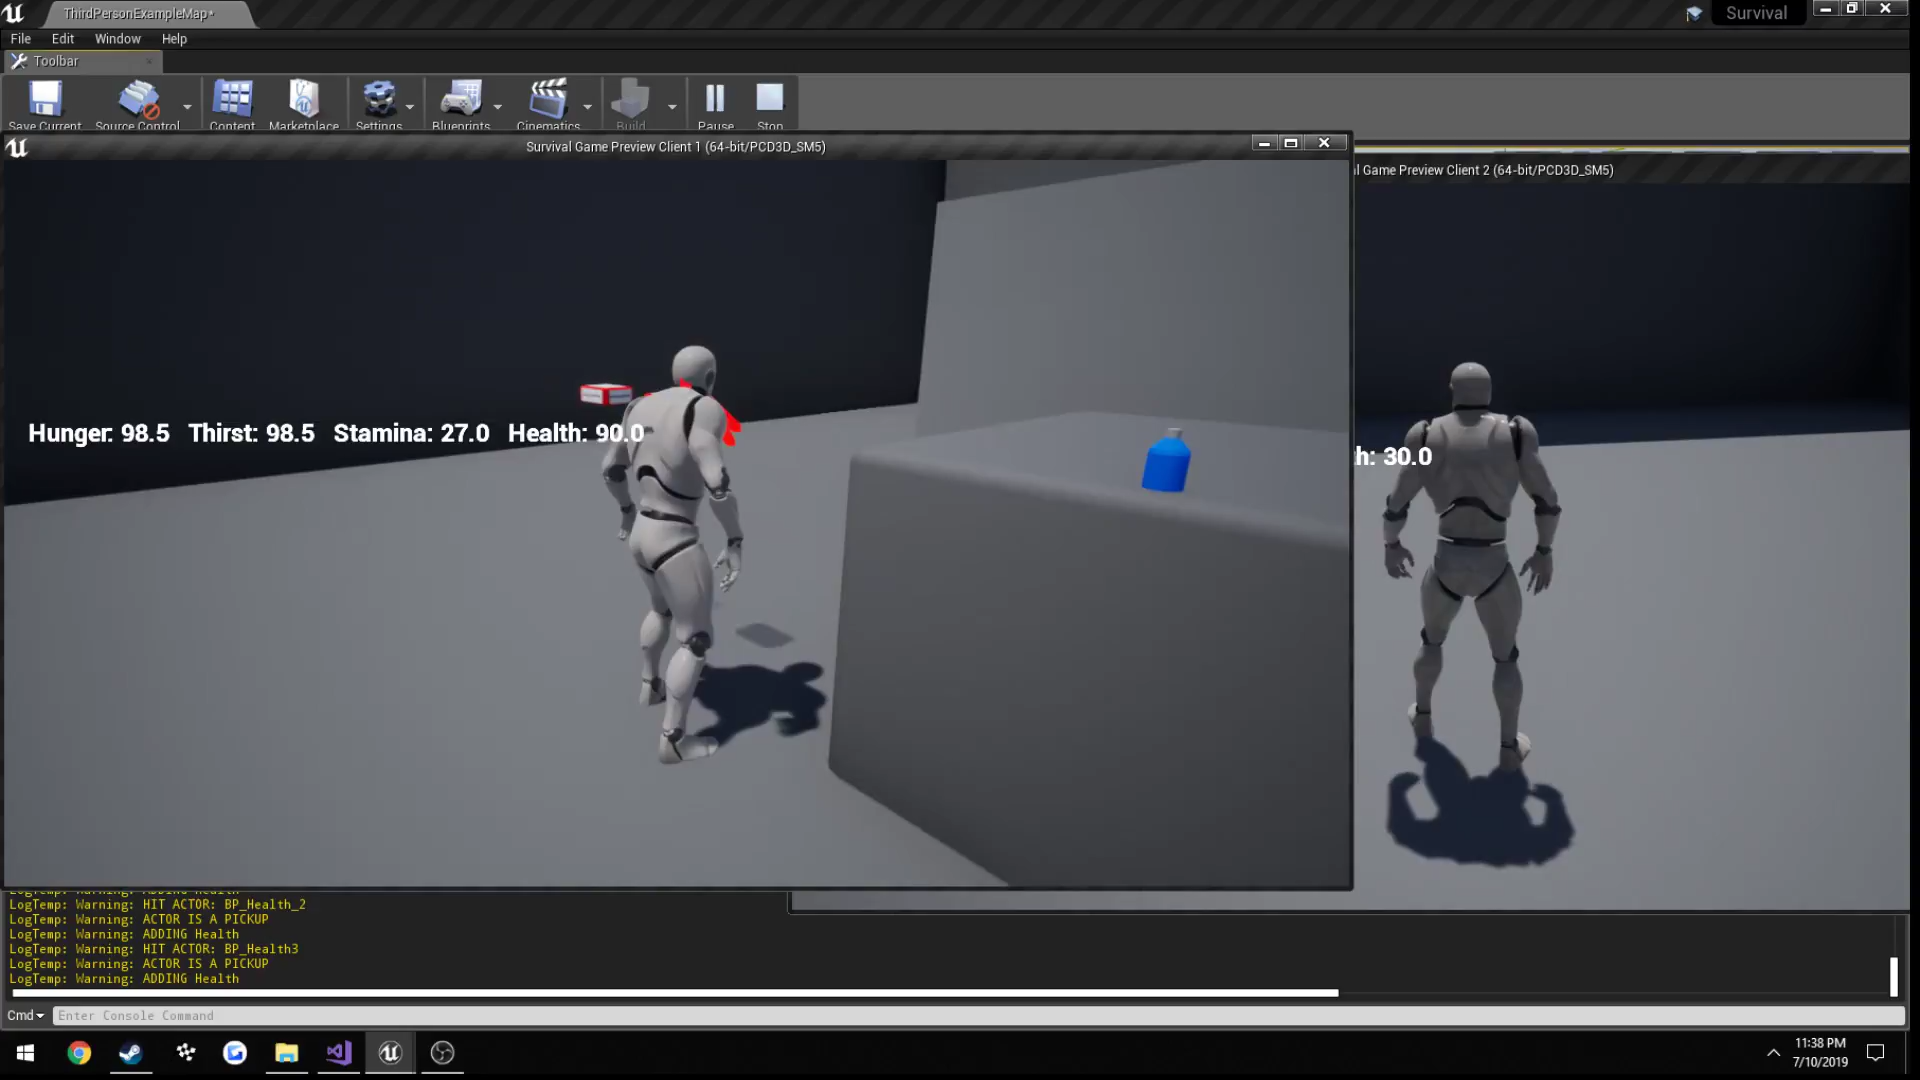 ThirdPersonExampleMap*
Survival
File Edit Window Help
Toolbar
Save Current Source Control Content Marketplace Settings Blueprints Cinematics Build Pause Stop
Survival Game Preview Client 1 (64-bit/PCD3D_SM5)
l Game Preview Client 2 (64-bit/PCD3D_SM5)
Hunger: 98.5 Thirst: 98.5 Stamina: 27.0 Health: 90.0
h: 30.0
LogTemp: Warning: ADDING Health
LogTemp: Warning: HIT ACTOR: BP_Health_2
LogTemp: Warning: ACTOR IS A PICKUP
LogTemp: Warning: ADDING Health
LogTemp: Warning: HIT ACTOR: BP_Health3
LogTemp: Warning: ACTOR IS A PICKUP
LogTemp: Warning: ADDING Health
Cmd Enter Console Command
11:38 PM
7/10/2019